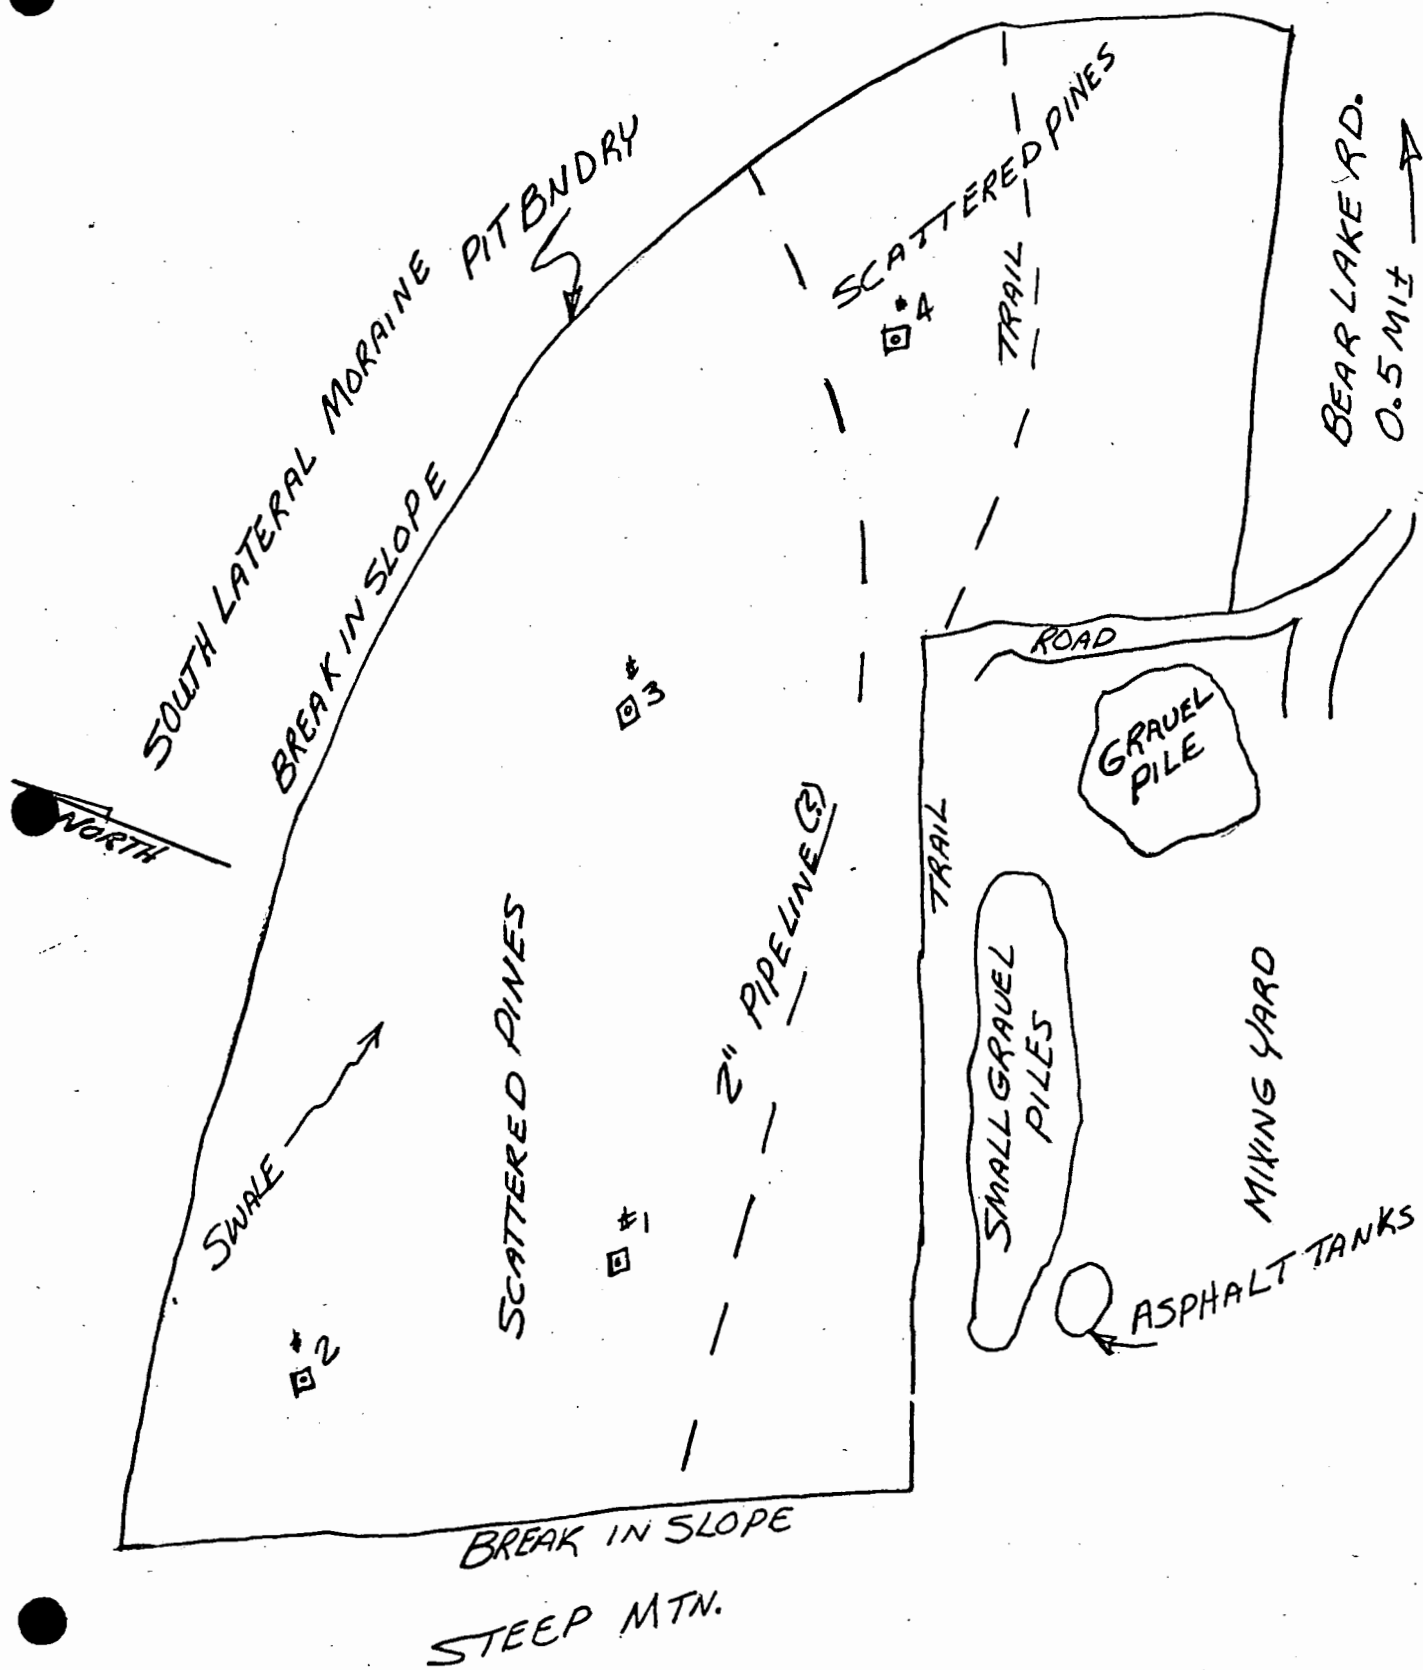 SOUTH LATERAL MORAINE PIT BNDRY
SCATTERED PINES
BEAR LAKE RD.
0.5 MI±
#4
TRAIL
BREAK IN SLOPE
ROAD
#3
GRAVEL
PILE
NORTH
2" PIPELINE (?)
TRAIL
SCATTERED PINES
SMALL GRAVEL
PILES
MIXING YARD
SWALE
#1
ASPHALT TANKS
#2
BREAK IN SLOPE
STEEP MTN.